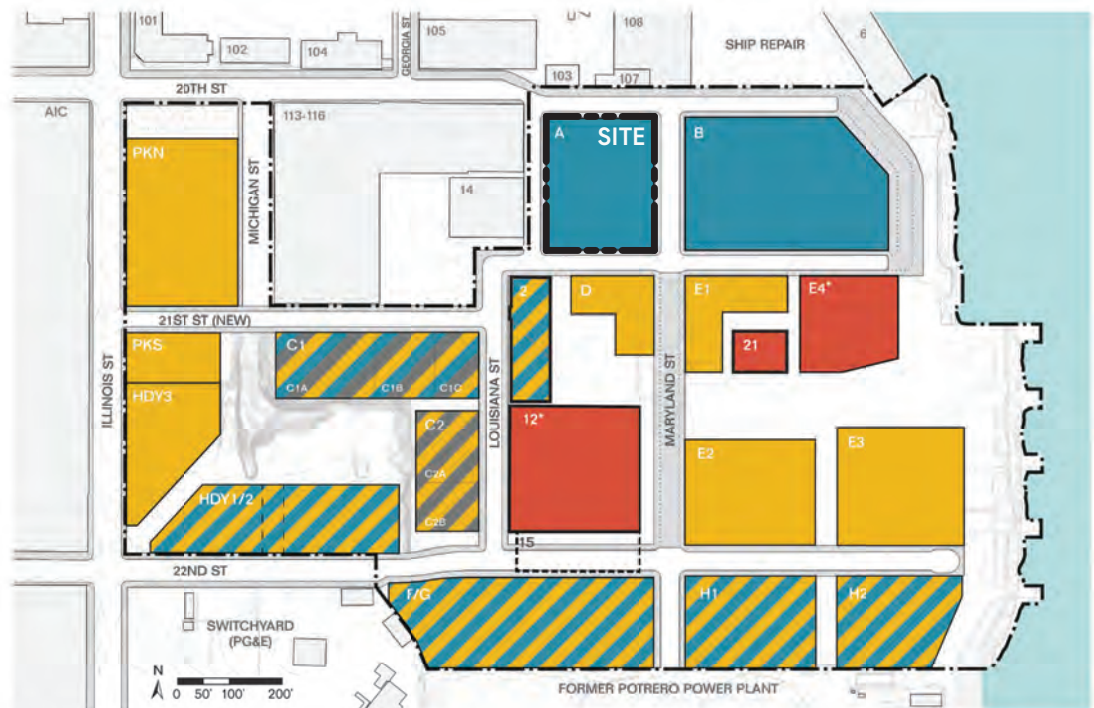 101
102
104
GEORGIA ST
105
103
107
108
SHIP REPAIR
6
20TH ST
AIC
PKN
MICHIGAN ST
113-116
14
A
SITE
B
21ST ST (NEW)
2
D
E1
E4*
21
PKS
HDY3
ILLINOIS ST
C1
C1A
C1B
C1C
LOUISIANA ST
MARYLAND ST
C2
C2A
C2B
12*
E2
E3
HDY1/2
15
22ND ST
F/G
H1
H2
SWITCHYARD
(PG&E)
N
0 50' 100' 200'
FORMER POTRERO POWER PLANT